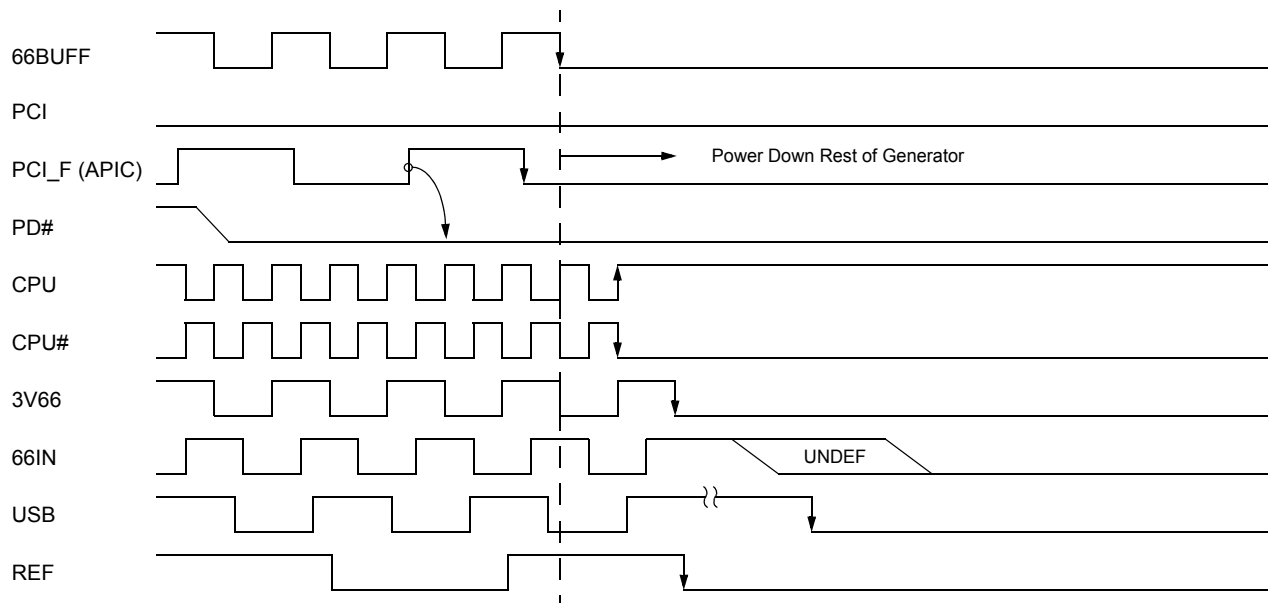 66BUFF
PCI
PCI_F (APIC)
Power Down Rest of Generator
PD#
CPU
CPU#
3V66
66IN
UNDEF
USB
REF